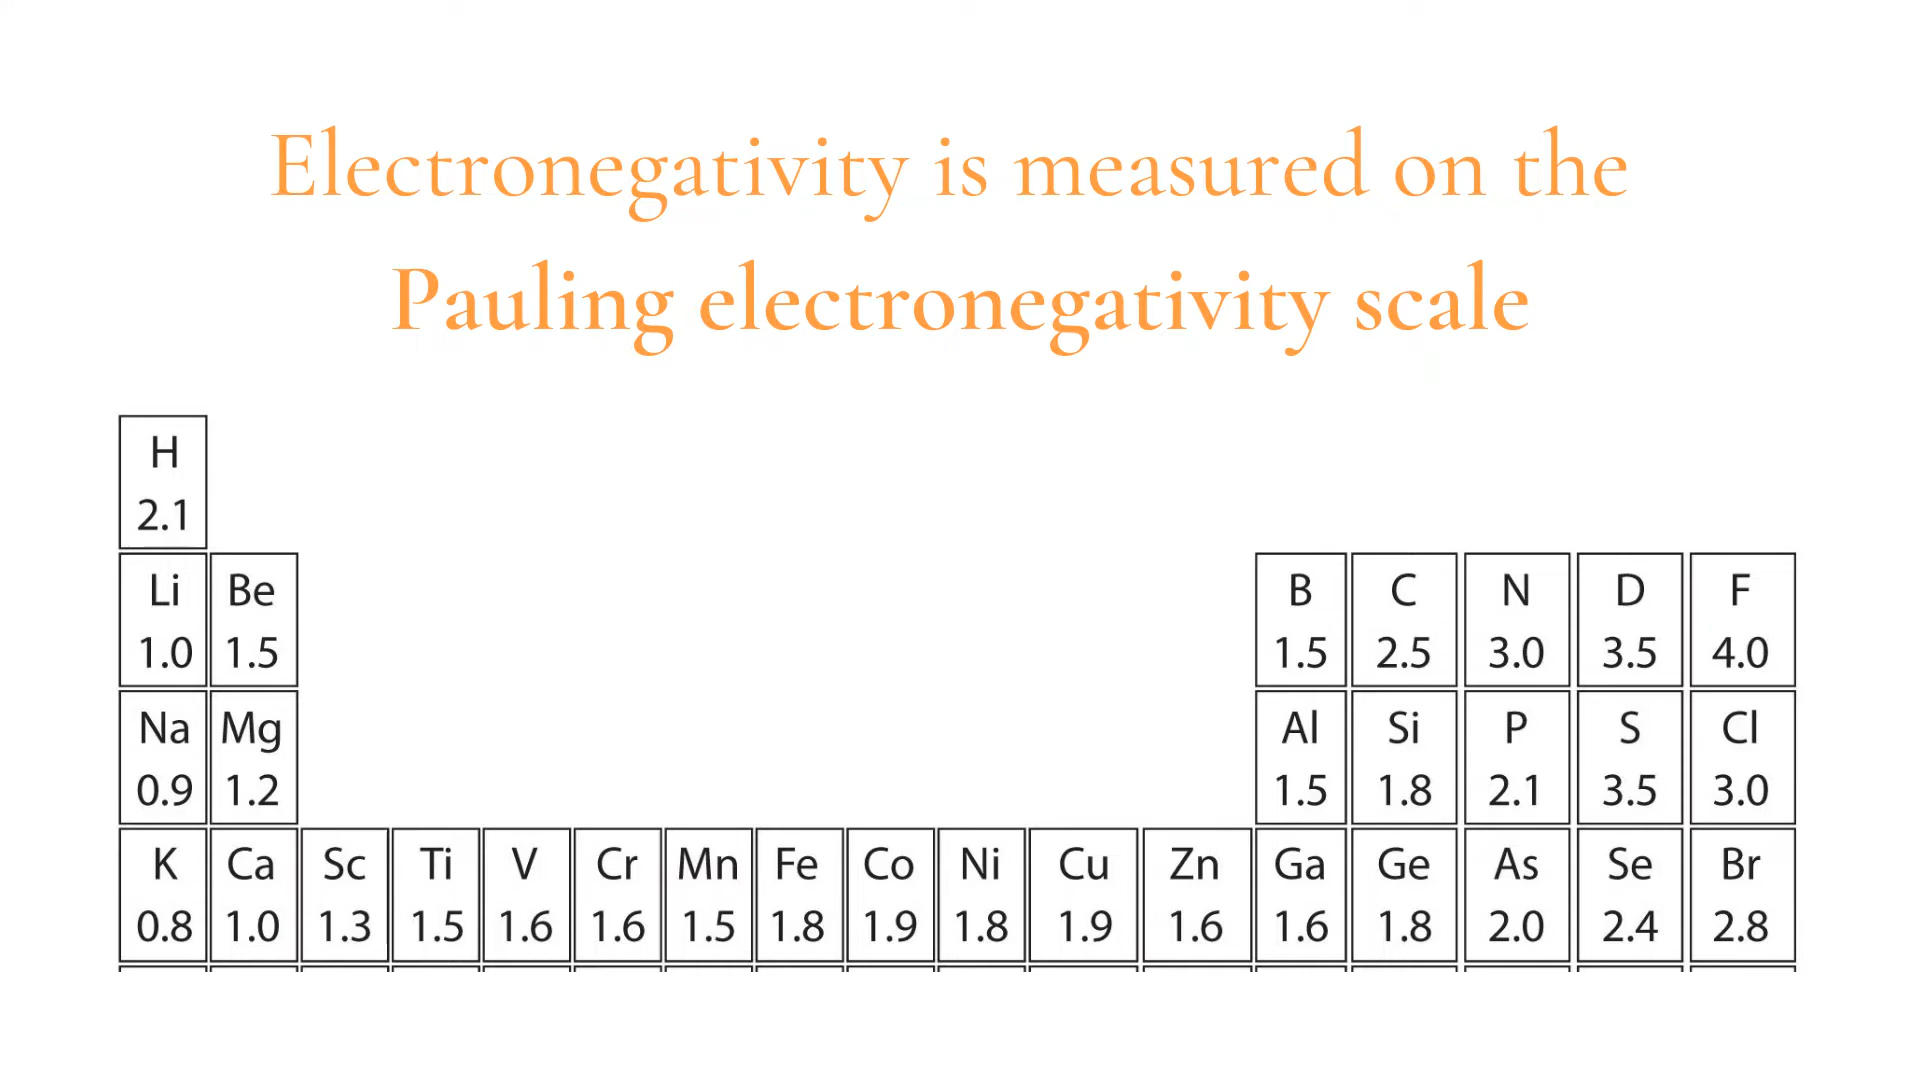 Electronegativity is measured on the
Pauling electronegativity scale
H
2.1
Li Be B C N D F
1.0 1.5 1.5 2.5 3.0 3.5 4.0
Na Mg Al Si P S Cl
0.9 1.2 1.5 1.8 2.1 3.5 3.0
K Ca Sc Ti V Cr Mn Fe Co Ni Cu Zn Ga Ge As Se Br
0.8 1.0 1.3 1.5 1.6 1.6 1.5 1.8 1.9 1.8 1.9 1.6 1.6 1.8 2.0 2.4 2.8